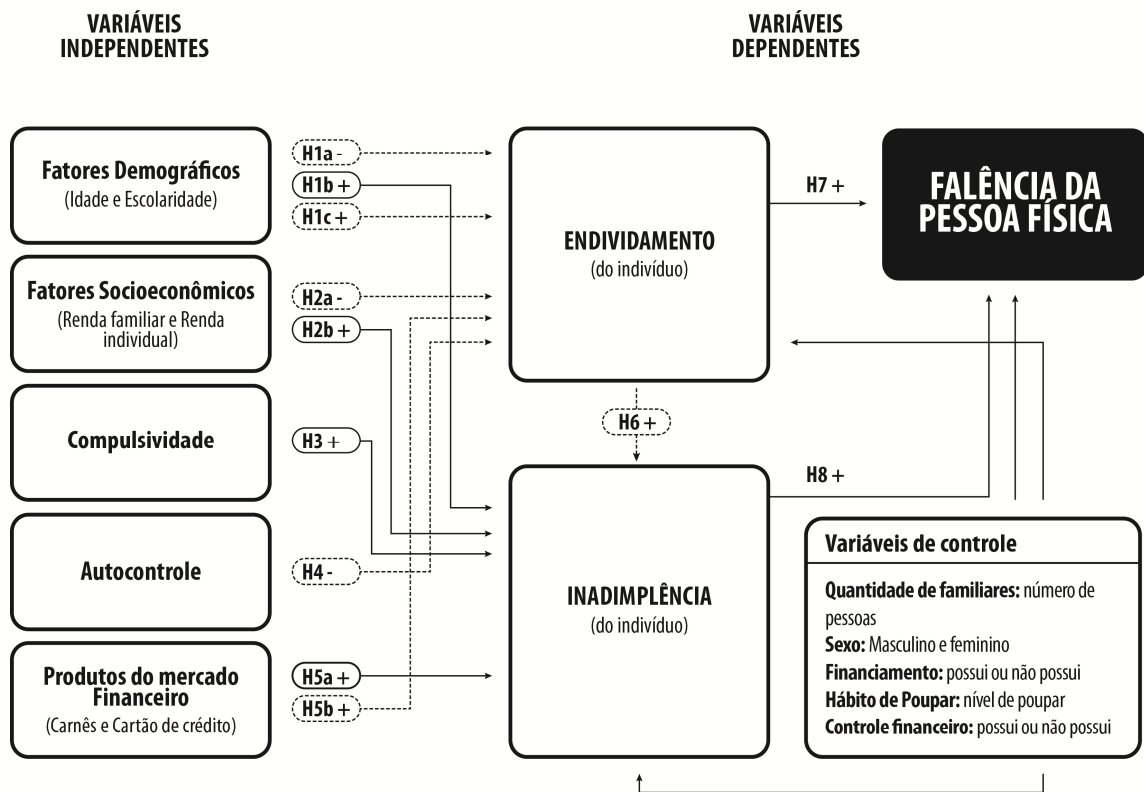 VARIÁVEIS
INDEPENDENTES
VARIÁVEIS
DEPENDENTES
Fatores Demográficos
(Idade e Escolaridade)
H1a -
H1b +
H1c +
Fatores Socioeconômicos
(Renda familiar e Renda
individual)
H2a -
H2b +
Compulsividade
H3 +
Autocontrole
H4 -
Produtos do mercado
Financeiro
(Carnês e Cartão de crédito)
H5a +
H5b +
ENDIVIDAMENTO
(do indivíduo)
H6 +
INADIMPLÊNCIA
(do indivíduo)
H7 +
H8 +
FALÊNCIA DA
PESSOA FÍSICA
Variáveis de controle
Quantidade de familiares: número de
pessoas
Sexo: Masculino e feminino
Financiamento: possui ou não possui
Hábito de Poupar: nível de poupar
Controle financeiro: possui ou não possui